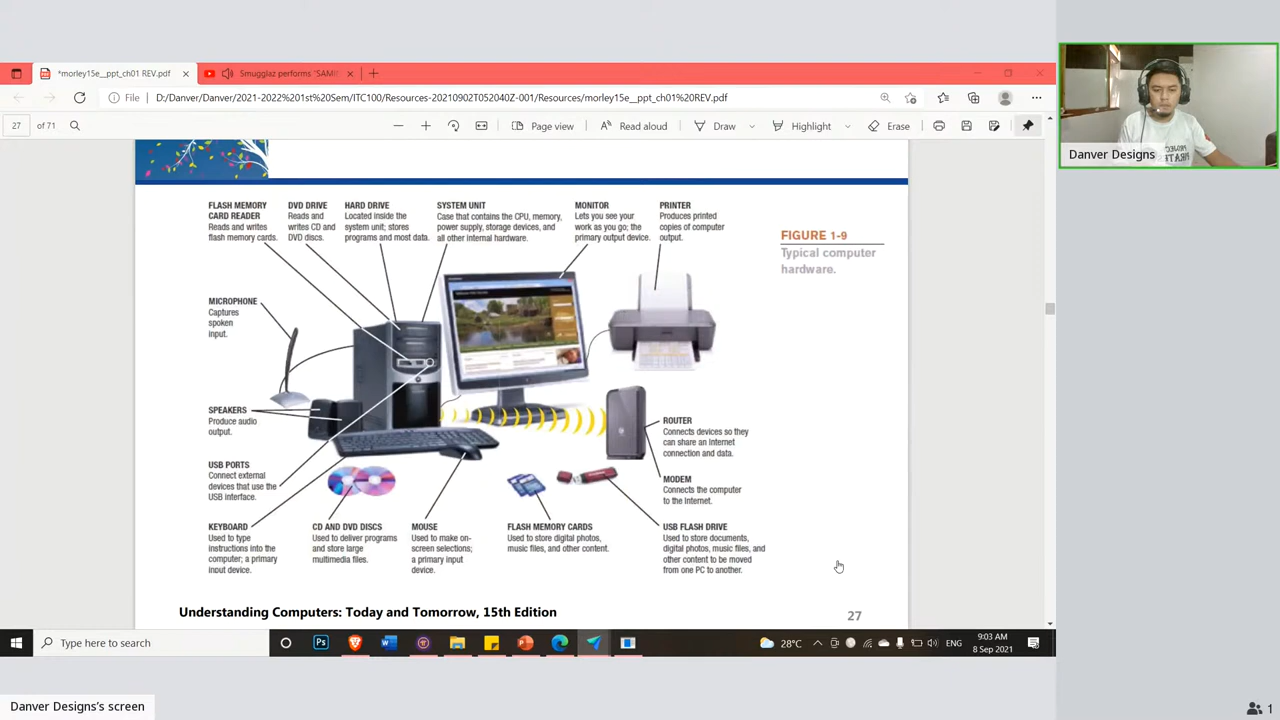 *morley15e__ppt_ch01 REV.pdf
Smugglaz performs "SAMI
File
D:/Danver/Danver/2021-2022%201st%20Sem/ITC100/Resources-20210902T052040Z-001/Resources/morley15e__ppt_ch01%20REV.pdf
27 of 71
Page view
Read aloud
Draw
Highlight
Erase
Danver Designs
FLASH MEMORY
CARD READER
Reads and writes
flash memory cards.
DVD DRIVE
Reads and
writes CD and
DVD discs.
HARD DRIVE
Located inside the
system unit; stores
programs and most data.
SYSTEM UNIT
Case that contains the CPU, memory,
power supply, storage devices, and
all other internal hardware.
MONITOR
Lets you see your
work as you go; the
primary output device.
PRINTER
Produces printed
copies of computer
output.
FIGURE 1-9
Typical computer
hardware.
MICROPHONE
Captures
spoken
input.
SPEAKERS
Produce audio
output.
ROUTER
Connects devices so they
can share an Internet
connection and data.
USB PORTS
Connect external
devices that use the
USB interface.
MODEM
Connects the computer
to the Internet.
KEYBOARD
Used to type
instructions into the
computer; a primary
input device.
CD AND DVD DISCS
Used to deliver programs
and store large
multimedia files.
MOUSE
Used to make on-
screen selections;
a primary input
device.
FLASH MEMORY CARDS
Used to store digital photos,
music files, and other content.
USB FLASH DRIVE
Used to store documents,
digital photos, music files, and
other content to be moved
from one PC to another.
Understanding Computers: Today and Tomorrow, 15th Edition
27
Type here to search
28°C
ENG
9:03 AM
8 Sep 2021
Danver Designs's screen
1